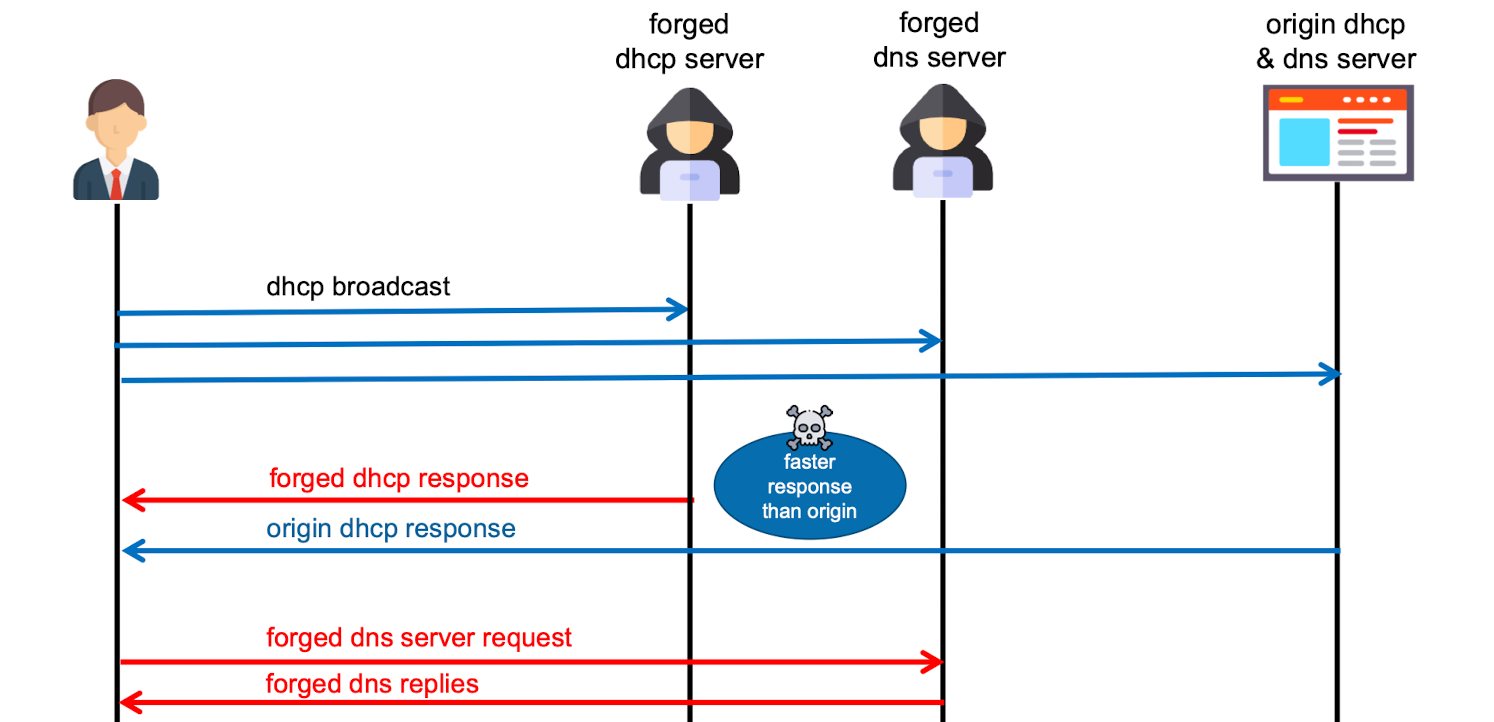 forged
dhcp server
forged
dns server
origin dhcp
& dns server
dhcp broadcast
faster
response
than origin
forged dhcp response
origin dhcp response
forged dns server request
forged dns replies